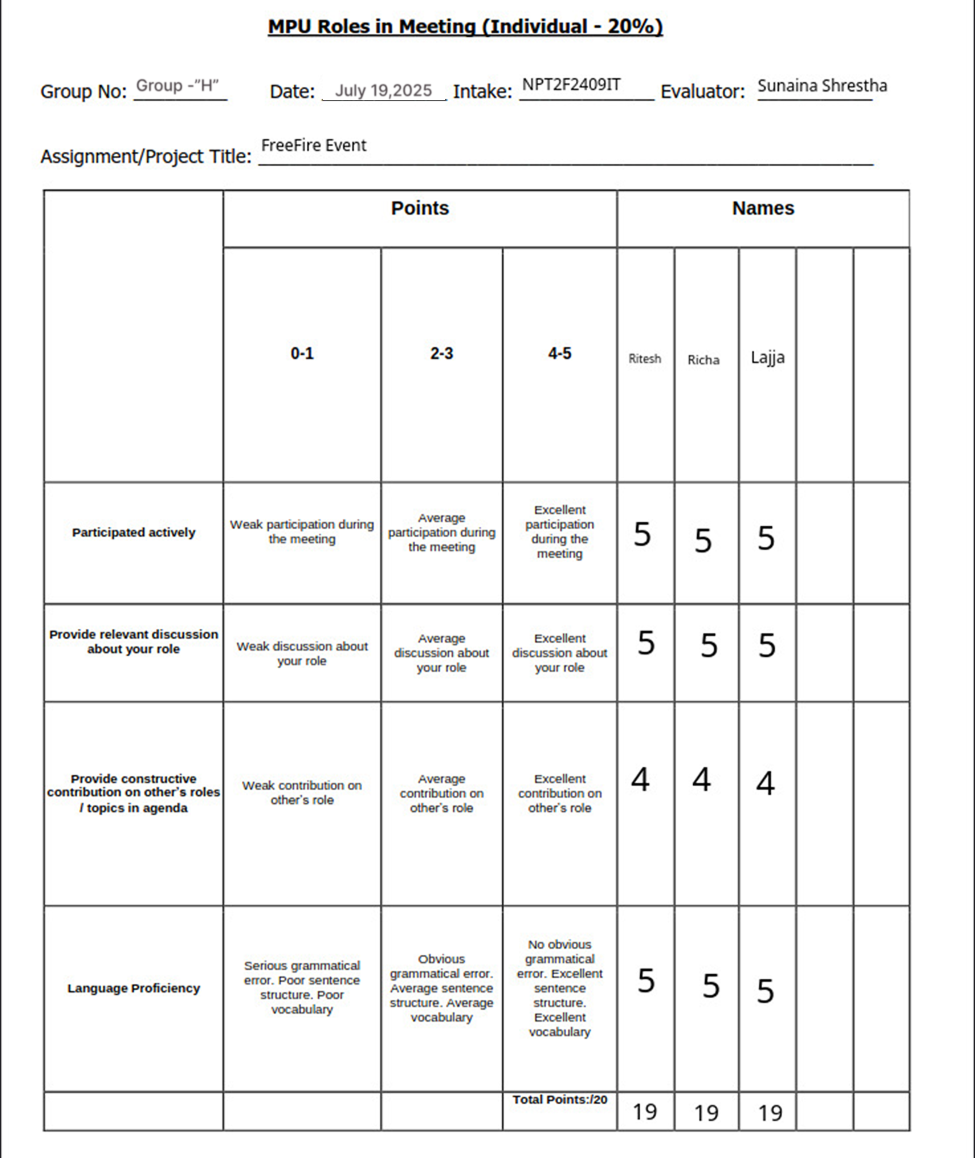 MPU Roles in Meeting (Individual - 20%)
Group No: Group -"H" Date: July 19,2025 Intake: NPT2F2409IT Evaluator: Sunaina Shrestha
Assignment/Project Title: FreeFire Event
Points Names
0-1 2-3 4-5 Ritesh Richa Lajja
Participated actively
Weak participation during
the meeting
Average
participation during
the meeting
Excellent
participation
during the
meeting
5 5 5
Provide relevant discussion
about your role
Weak discussion about
your role
Average
discussion about
your role
Excellent
discussion about
your role
5 5 5
Provide constructive
contribution on other's roles
/ topics in agenda
Weak contribution on
other's role
Average
contribution on
other's role
Excellent
contribution on
other's role
4 4 4
Language Proficiency
Serious grammatical
error. Poor sentence
structure. Poor
vocabulary
Obvious
grammatical error.
Average sentence
structure. Average
vocabulary
No obvious
grammatical
error. Excellent
sentence
structure.
Excellent
vocabulary
5 5 5
Total Points:/20
19 19 19